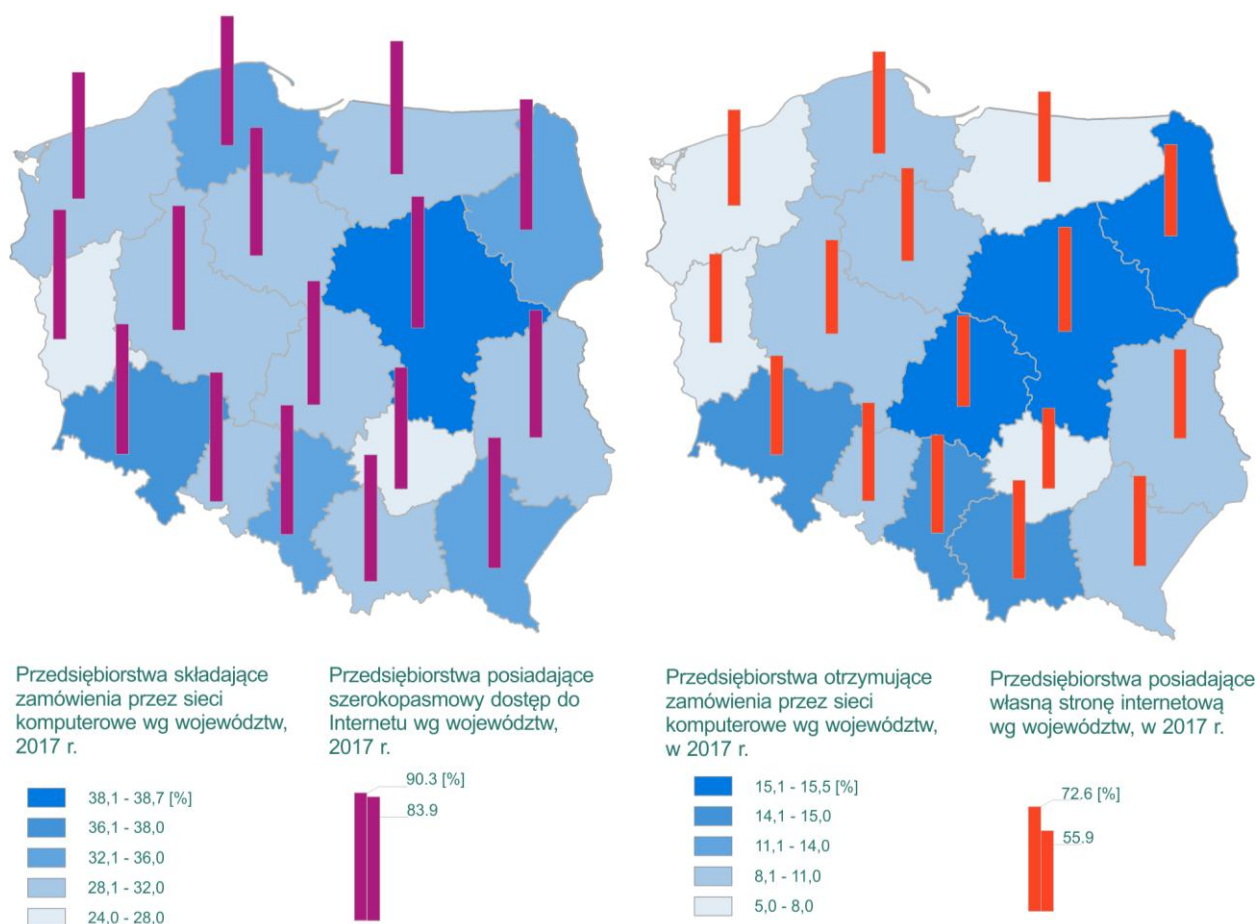 Przedsiębiorstwa składające
zamówienia przez sieci
komputerowe wg województw,
2017 r.
38,1 - 38,7 [%]
36,1 - 38,0
32,1 - 36,0
28,1 - 32,0
24,0 - 28,0
Przedsiębiorstwa posiadające
szerokopasmowy dostęp do
Internetu wg województw,
2017 r.
90.3 [%]
83.9
Przedsiębiorstwa otrzymujące
zamówienia przez sieci
komputerowe wg województw,
w 2017 r.
15,1 - 15,5 [%]
14,1 - 15,0
11,1 - 14,0
8,1 - 11,0
5,0 - 8,0
Przedsiębiorstwa posiadające
własną stronę internetową
wg województw, w 2017 r.
72.6 [%]
55.9